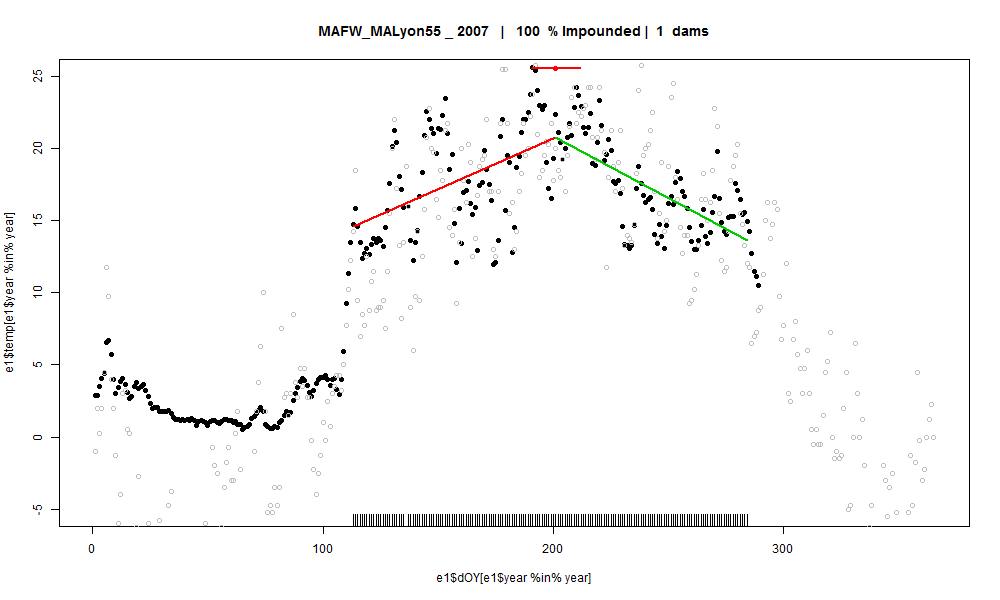 MAFW_MALyon55 _ 2007 | 100 % Impounded | 1 dams
e1$temp[e1$year %in% year]
25
20
15
10
5
0
-5
0 100 200 300
e1$dOY[e1$year %in% year]